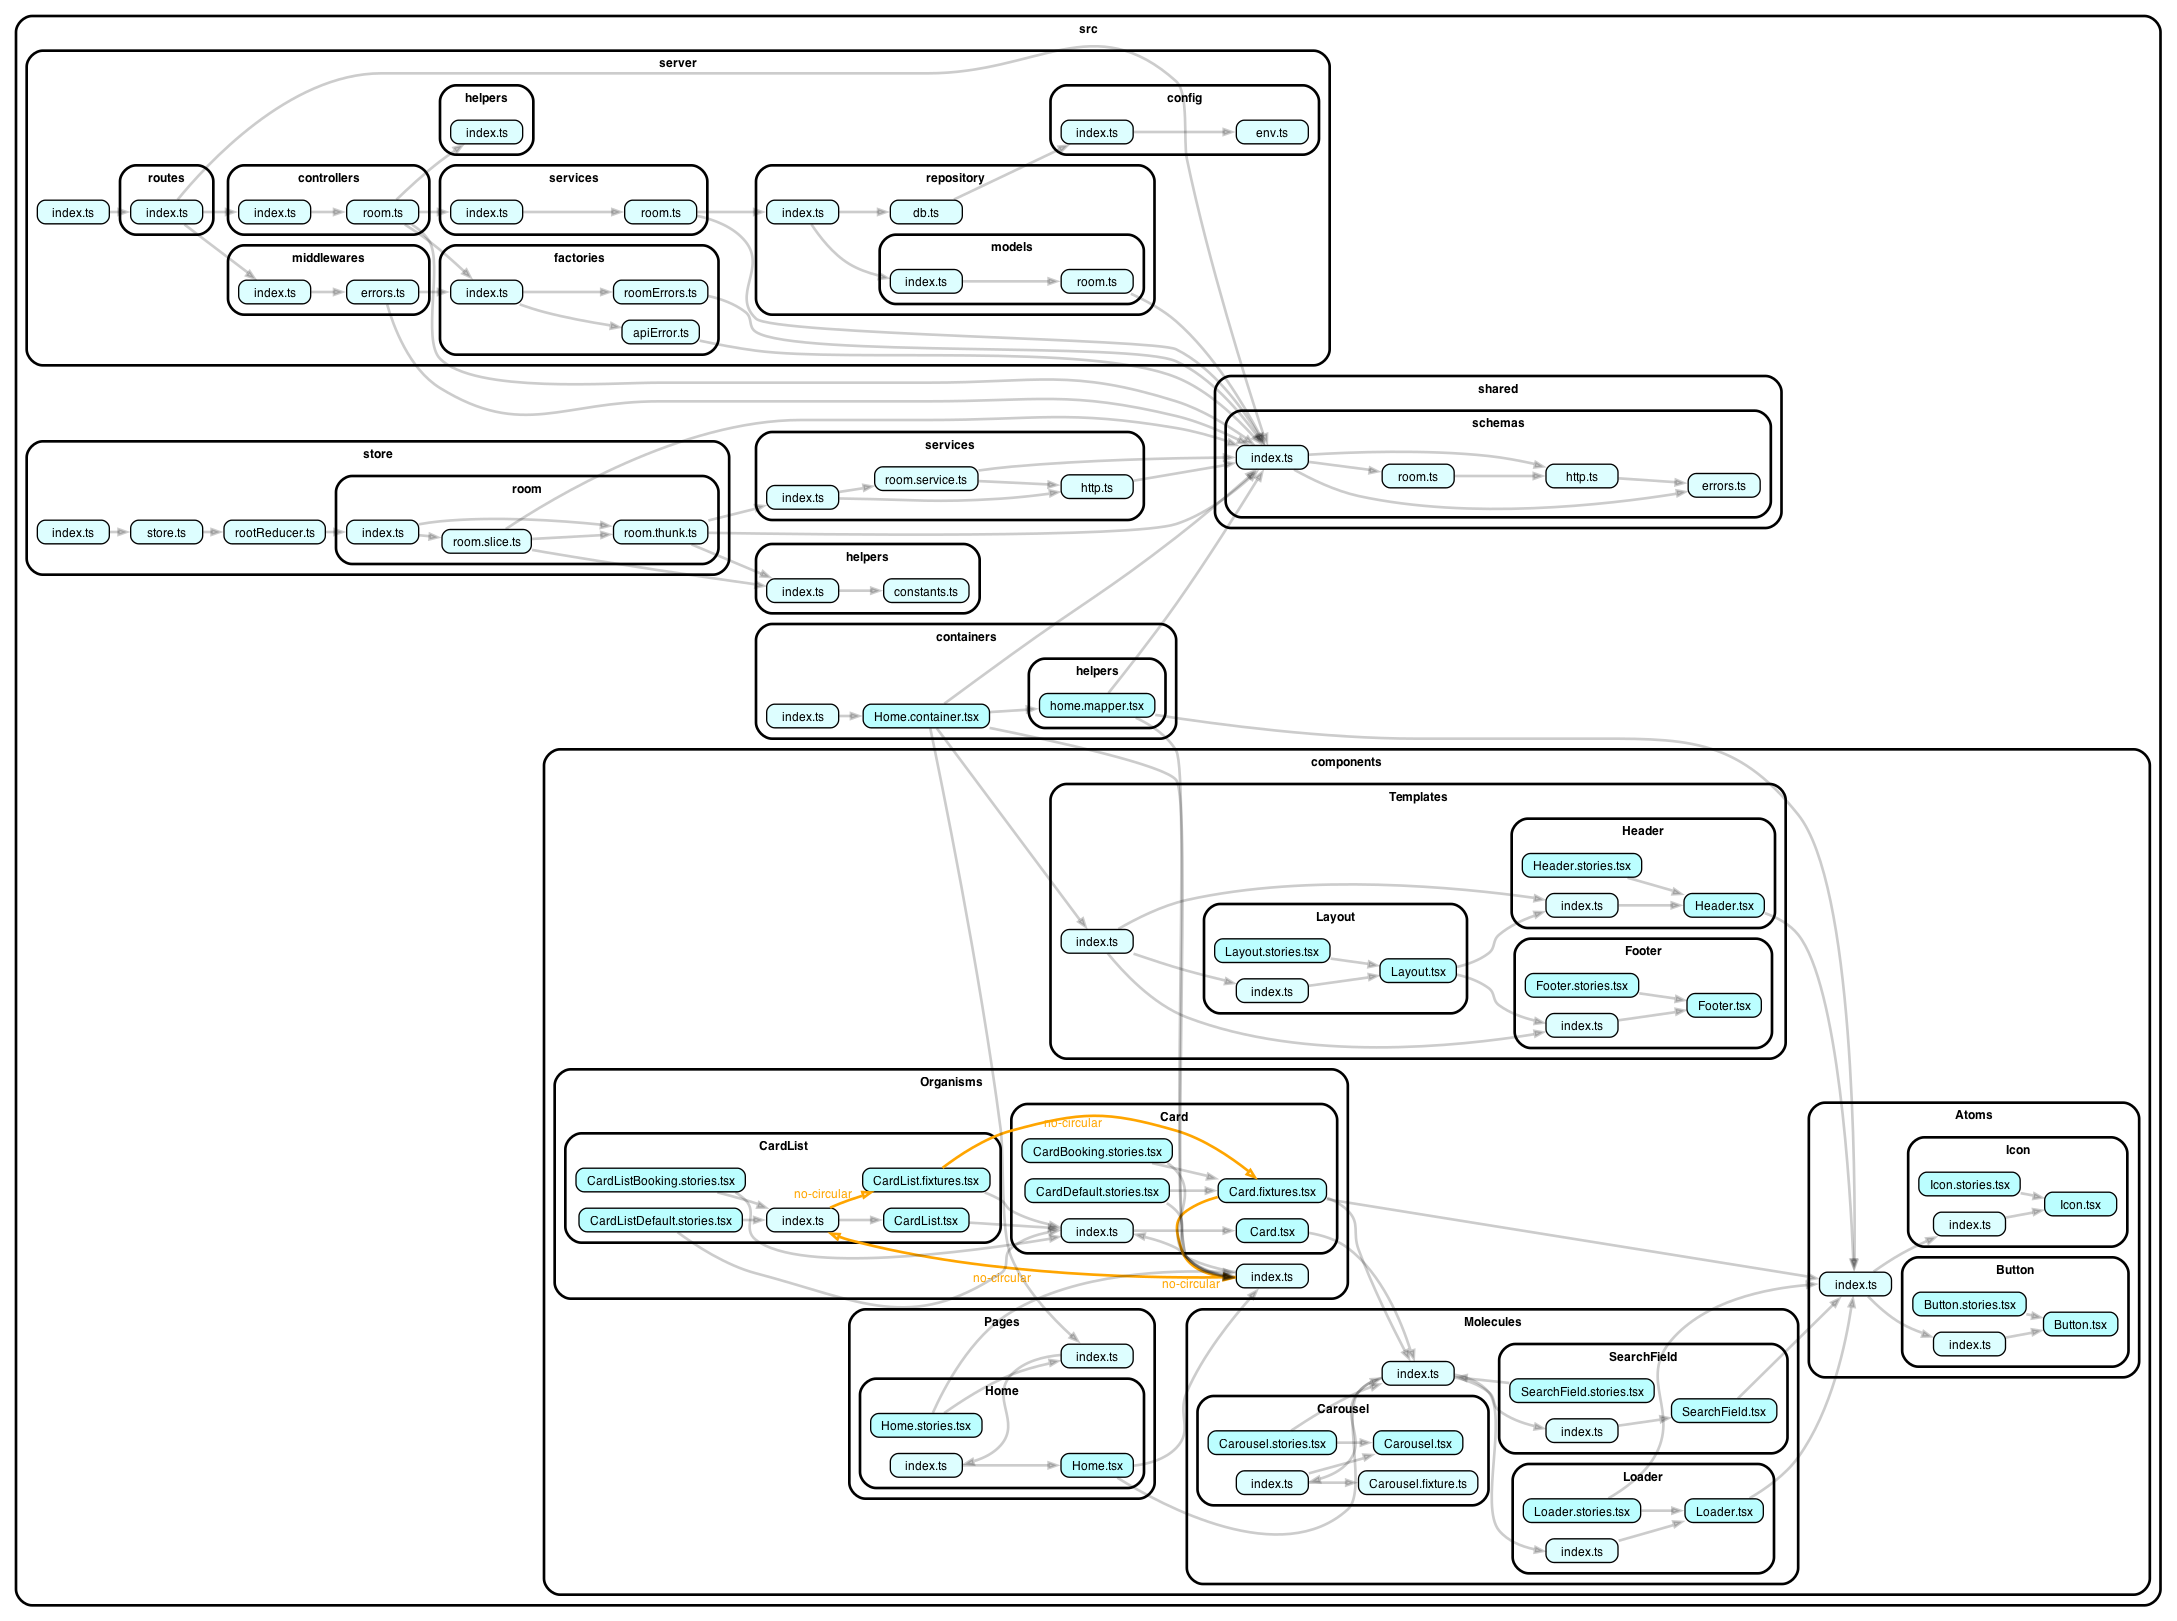 src
server
helpers
index.ts
config
index.ts
env.ts
routes
index.ts
index.ts
controllers
index.ts
room.ts
services
index.ts
room.ts
repository
index.ts
db.ts
models
index.ts
room.ts
middlewares
index.ts
errors.ts
factories
index.ts
roomErrors.ts
apiError.ts
shared
schemas
index.ts
room.ts
http.ts
errors.ts
store
index.ts
store.ts
rootReducer.ts
room
index.ts
room.slice.ts
room.thunk.ts
services
index.ts
room.service.ts
http.ts
helpers
index.ts
constants.ts
containers
index.ts
Home.container.tsx
helpers
home.mapper.tsx
components
Templates
index.ts
Layout
Layout.stories.tsx
index.ts
Layout.tsx
Header
Header.stories.tsx
index.ts
Header.tsx
Footer
Footer.stories.tsx
index.ts
Footer.tsx
Organisms
CardList
CardListBooking.stories.tsx
CardListDefault.stories.tsx
no-circular
index.ts
CardList.fixtures.tsx
CardList.tsx
Card
no-circular
CardBooking.stories.tsx
CardDefault.stories.tsx
Card.fixtures.tsx
index.ts
Card.tsx
no-circular
no-circular
index.ts
Atoms
index.ts
Icon
Icon.stories.tsx
index.ts
Icon.tsx
Button
Button.stories.tsx
index.ts
Button.tsx
Pages
index.ts
Home
Home.stories.tsx
index.ts
Home.tsx
Molecules
index.ts
Carousel
Carousel.stories.tsx
index.ts
Carousel.tsx
Carousel.fixture.ts
SearchField
SearchField.stories.tsx
index.ts
SearchField.tsx
Loader
Loader.stories.tsx
index.ts
Loader.tsx